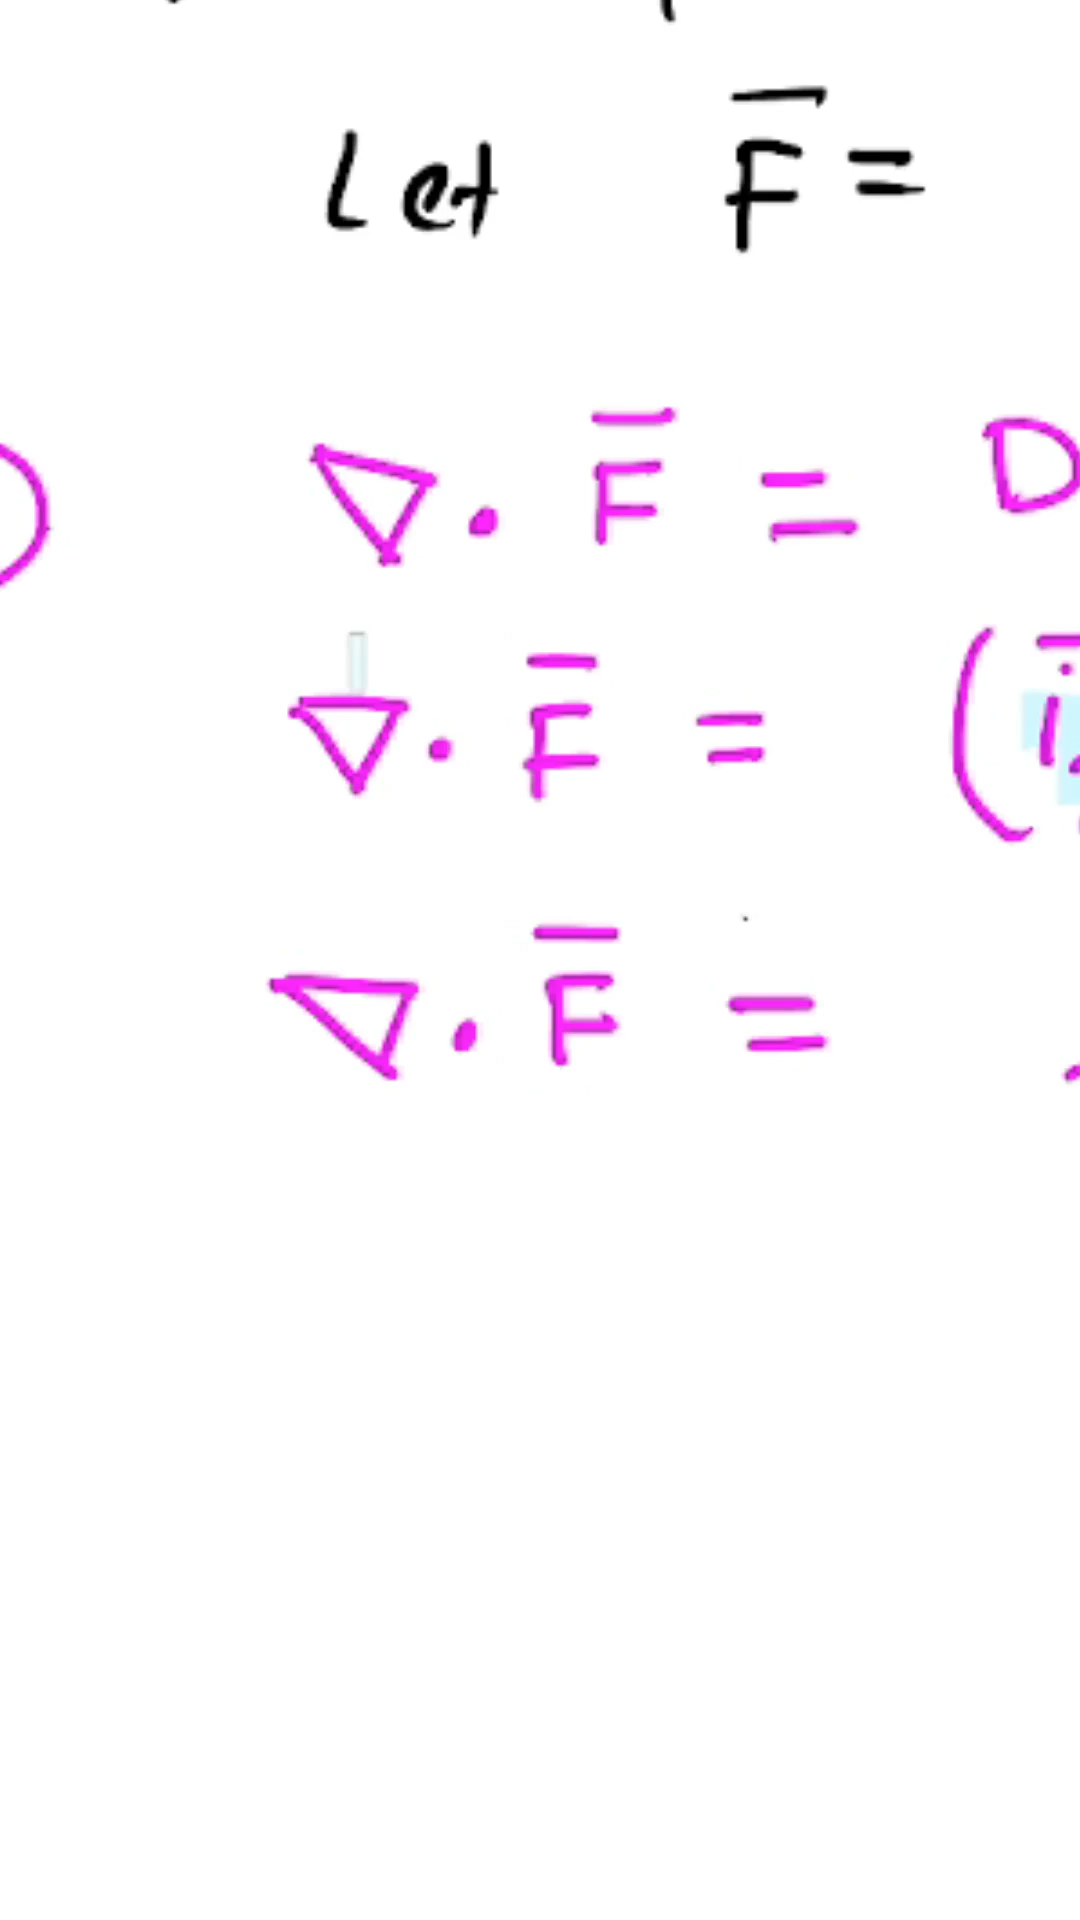 Let F̅ =
∇ · F̅ = D
∇ · F̅ = ( i̅
∇ · F̅ =